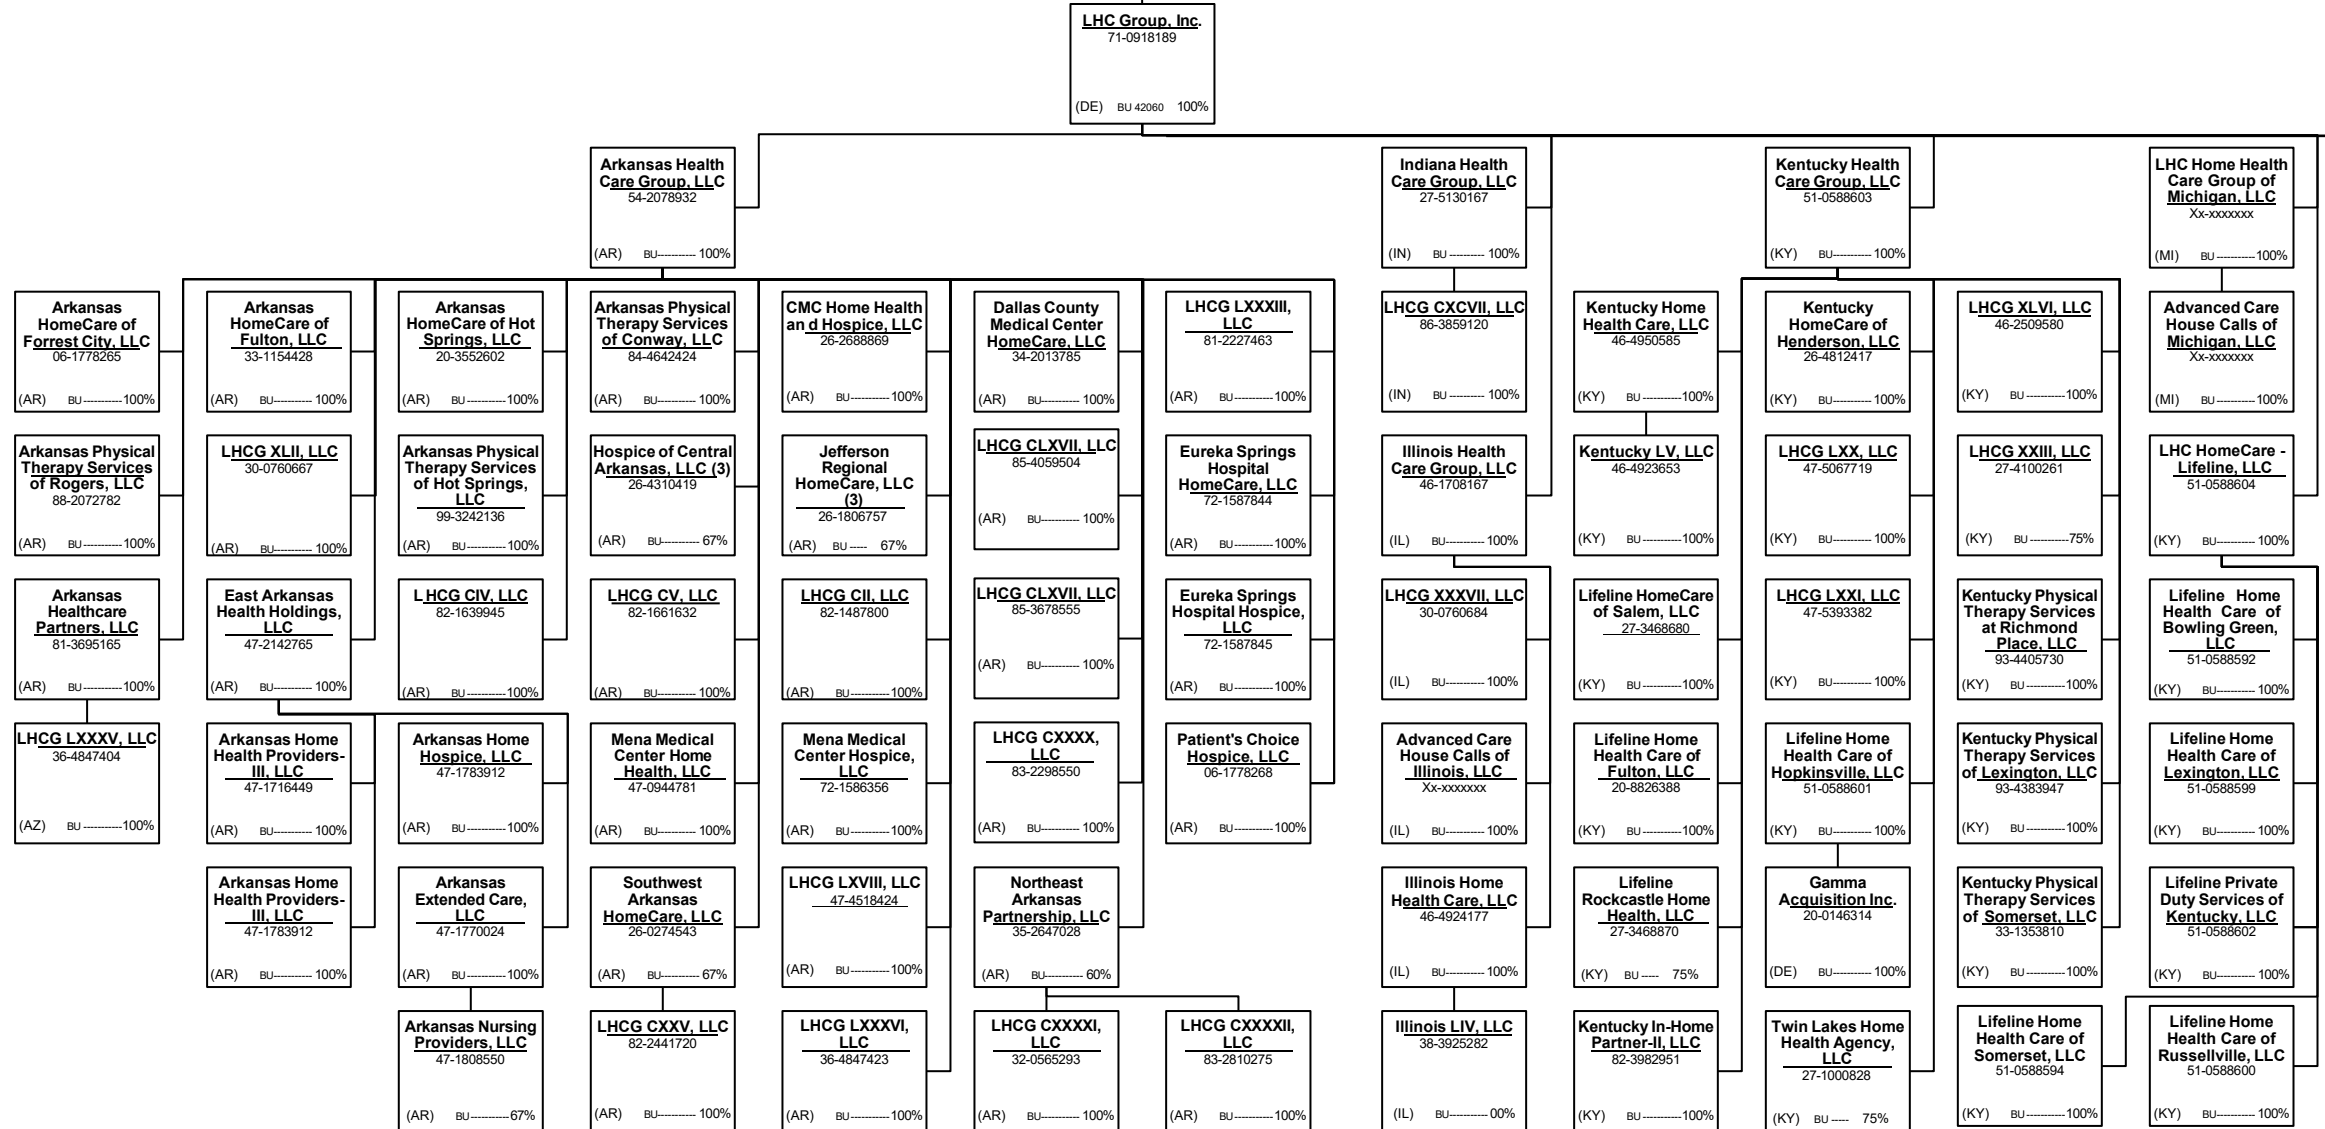 LHC Group, Inc.
71-0918189
(DE) BU 42060 100%
Arkansas Health
Care Group, LLC
54-2078932
(AR) BU----------- 100%
Indiana Health
Care Group, LLC
27-5130167
(IN) BU ----------- 100%
Kentucky Health
Care Group, LLC
51-0588603
(KY) BU----------- 100%
LHC Home Health
Care Group of
Michigan, LLC
Xx-xxxxxxx
(MI) BU -----------100%
Arkansas
HomeCare of
Forrest City, LLC
06-1778265
(AR) BU -----------100%
Arkansas
HomeCare of
Fulton, LLC
33-1154428
(AR) BU----------- 100%
Arkansas
HomeCare of Hot
Springs, LLC
20-3552602
(AR) BU -----------100%
Arkansas Physical
Therapy Services
of Conway, LLC
84-4642424
(AR) BU----------- 100%
CMC Home Health
an d Hospice, LLC
26-2688869
(AR) BU-----------100%
Dallas County
Medical Center
HomeCare, LLC
34-2013785
(AR) BU----------- 100%
LHCG LXXXIII,
LLC
81-2227463
(AR) BU -----------100%
LHCG CXCVII, LLC
86-3859120
(IN) BU ----------- 100%
Kentucky Home
Health Care, LLC
46-4950585
(KY) BU -----------100%
Kentucky
HomeCare of
Henderson, LLC
26-4812417
(KY) BU----------- 100%
LHCG XLVI, LLC
46-2509580
(KY) BU -----------100%
Advanced Care
House Calls of
Michigan, LLC
Xx-xxxxxxx
(MI) BU -----------100%
Arkansas Physical
Therapy Services
of Rogers, LLC
88-2072782
(AR) BU -----------100%
LHCG XLII, LLC
30-0760667
(AR) BU----------- 100%
Arkansas Physical
Therapy Services
of Hot Springs,
LLC
99-3242136
(AR) BU -----------100%
Hospice of Central
Arkansas, LLC (3)
26-4310419
(AR) BU----------- 67%
Jefferson
Regional
HomeCare, LLC
(3)
26-1806757
(AR) BU ----- 67%
LHCG CLXVII, LLC
85-4059504
(AR) BU----------- 100%
Eureka Springs
Hospital
HomeCare, LLC
72-1587844
(AR) BU -----------100%
Illinois Health
Care Group, LLC
46-1708167
(IL) BU----------- 100%
Kentucky LV, LLC
46-4923653
(KY) BU -----------100%
LHCG LXX, LLC
47-5067719
(KY) BU----------- 100%
LHCG XXIII, LLC
27-4100261
(KY) BU -----------75%
LHC HomeCare -
Lifeline, LLC
51-0588604
(KY) BU----------- 100%
Arkansas
Healthcare
Partners, LLC
81-3695165
(AR) BU -----------100%
East Arkansas
Health Holdings,
LLC
47-2142765
(AR) BU----------- 100%
L HCG CIV, LLC
82-1639945
(AR) BU -----------100%
LHCG CV, LLC
82-1661632
(AR) BU----------- 100%
LHCG CII, LLC
82-1487800
(AR) BU -----------100%
LHCG CLXVII, LLC
85-3678555
(AR) BU----------- 100%
Eureka Springs
Hospital Hospice,
LLC
72-1587845
(AR) BU -----------100%
LHCG XXXVII, LLC
30-0760684
(IL) BU----------- 100%
Lifeline HomeCare
of Salem, LLC
27-3468680
(KY) BU -----------100%
LHCG LXXI, LLC
47-5393382
(KY) BU----------- 100%
Kentucky Physical
Therapy Services
at Richmond
Place, LLC
93-4405730
(KY) BU -----------100%
Lifeline Home
Health Care of
Bowling Green,
LLC
51-0588592
(KY) BU----------- 100%
LHCG LXXXV, LLC
36-4847404
(AZ) BU -----------100%
Arkansas Home
Health Providers-
III, LLC
47-1716449
(AR) BU----------- 100%
Arkansas Home
Hospice, LLC
47-1783912
(AR) BU -----------100%
Mena Medical
Center Home
Health, LLC
47-0944781
(AR) BU----------- 100%
Mena Medical
Center Hospice,
LLC
72-1586356
(AR) BU -----------100%
LHCG CXXXX,
LLC
83-2298550
(AR) BU----------- 100%
Patient's Choice
Hospice, LLC
06-1778268
(AR) BU -----------100%
Advanced Care
House Calls of
Illinois, LLC
Xx-xxxxxxx
(IL) BU----------- 100%
Lifeline Home
Health Care of
Fulton, LLC
20-8826388
(KY) BU -----------100%
Lifeline Home
Health Care of
Hopkinsville, LLC
51-0588601
(KY) BU----------- 100%
Kentucky Physical
Therapy Services
of Lexington, LLC
93-4383947
(KY) BU -----------100%
Lifeline Home
Health Care of
Lexington, LLC
51-0588599
(KY) BU----------- 100%
Arkansas Home
Health Providers-
III, LLC
47-1783912
(AR) BU----------- 100%
Arkansas
Extended Care,
LLC
47-1770024
(AR) BU -----------100%
Southwest
Arkansas
HomeCare, LLC
26-0274543
(AR) BU----------- 67%
LHCG LXVIII, LLC
47-4518424
(AR) BU -----------100%
Northeast
Arkansas
Partnership, LLC
35-2647028
(AR) BU----------- 60%
Illinois Home
Health Care, LLC
46-4924177
(IL) BU----------- 100%
Lifeline
Rockcastle Home
Health, LLC
27-3468870
(KY) BU ----- 75%
Gamma
Acquisition Inc.
20-0146314
(DE) BU----------- 100%
Kentucky Physical
Therapy Services
of Somerset, LLC
33-1353810
(KY) BU -----------100%
Lifeline Private
Duty Services of
Kentucky, LLC
51-0588602
(KY) BU----------- 100%
Arkansas Nursing
Providers, LLC
47-1808550
(AR) BU -----------67%
LHCG CXXV, LLC
82-2441720
(AR) BU----------- 100%
LHCG LXXXVI,
LLC
36-4847423
(AR) BU -----------100%
LHCG CXXXXI,
LLC
32-0565293
(AR) BU----------- 100%
LHCG CXXXXII,
LLC
83-2810275
(AR) BU -----------100%
Illinois LIV, LLC
38-3925282
(IL) BU----------- 00%
Kentucky In-Home
Partner-II, LLC
82-3982951
(KY) BU -----------100%
Twin Lakes Home
Health Agency,
LLC
27-1000828
(KY) BU ----- 75%
Lifeline Home
Health Care of
Somerset, LLC
51-0588594
(KY) BU -----------100%
Lifeline Home
Health Care of
Russellville, LLC
51-0588600
(KY) BU----------- 100%